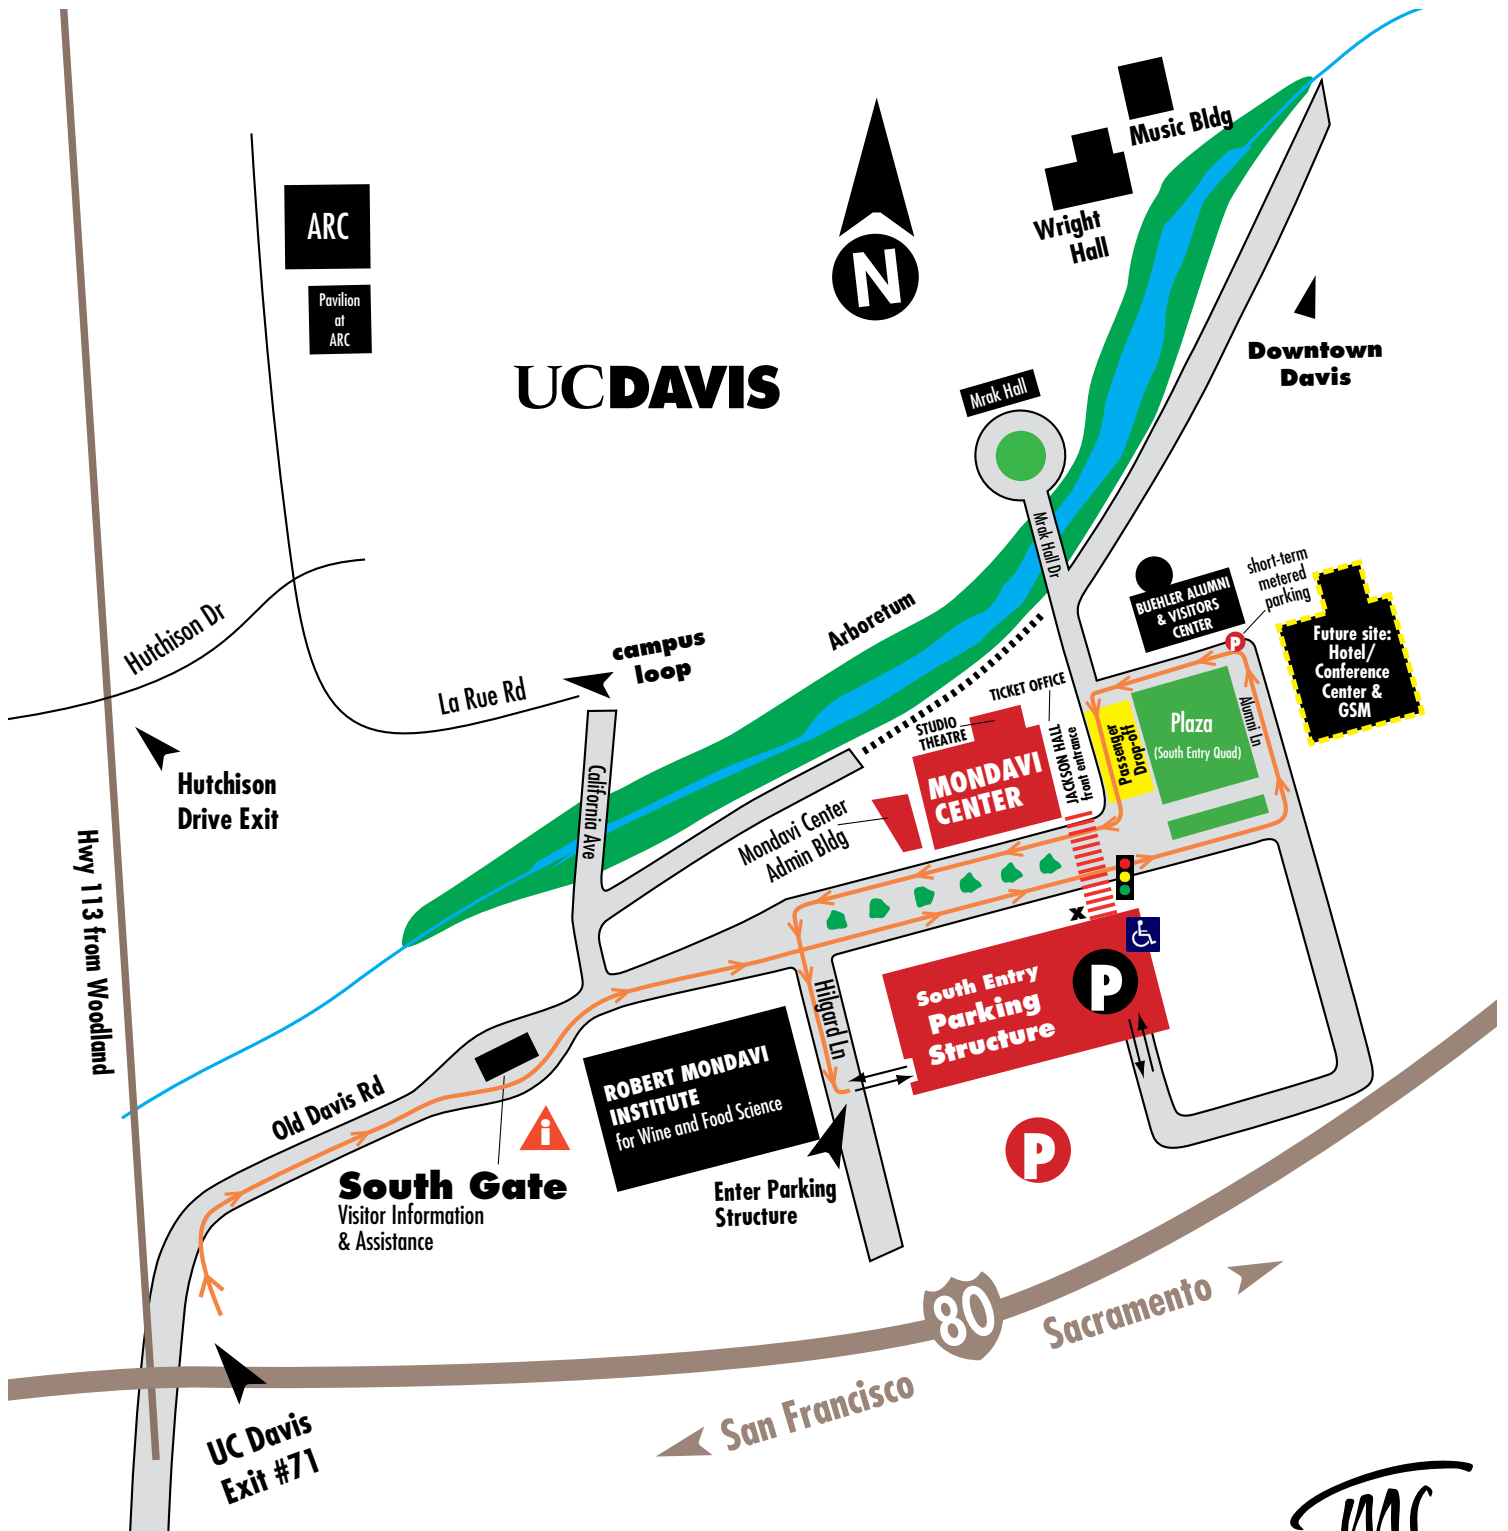 Music Bldg
ARC
Wright
Hall
N
Pavilion
at
ARC
Downtown
Davis
UCDAVIS
Mrak Hall
Mrak Hall Dr
short-term
metered
parking
BUEHLER ALUMNI
& VISITORS
CENTER
P
Future site:
Hotel/
Conference
Center &
GSM
Hutchison Dr
Arboretum
campus
loop
La Rue Rd
TICKET OFFICE
STUDIO
THEATRE
JACKSON HALL
front entrance
Passenger
Drop-off
Plaza
(South Entry Quad)
Alumni Ln
MONDAVI
CENTER
Hutchison
Drive Exit
California Ave
Mondavi Center
Admin Bldg
Hwy 113 from Woodland
x
South Entry
Parking
Structure
P
Hilgard Ln
ROBERT MONDAVI
INSTITUTE
for Wine and Food Science
Old Davis Rd
i
P
South Gate
Visitor Information
& Assistance
Enter Parking
Structure
80
Sacramento
San Francisco
UC Davis
Exit #71